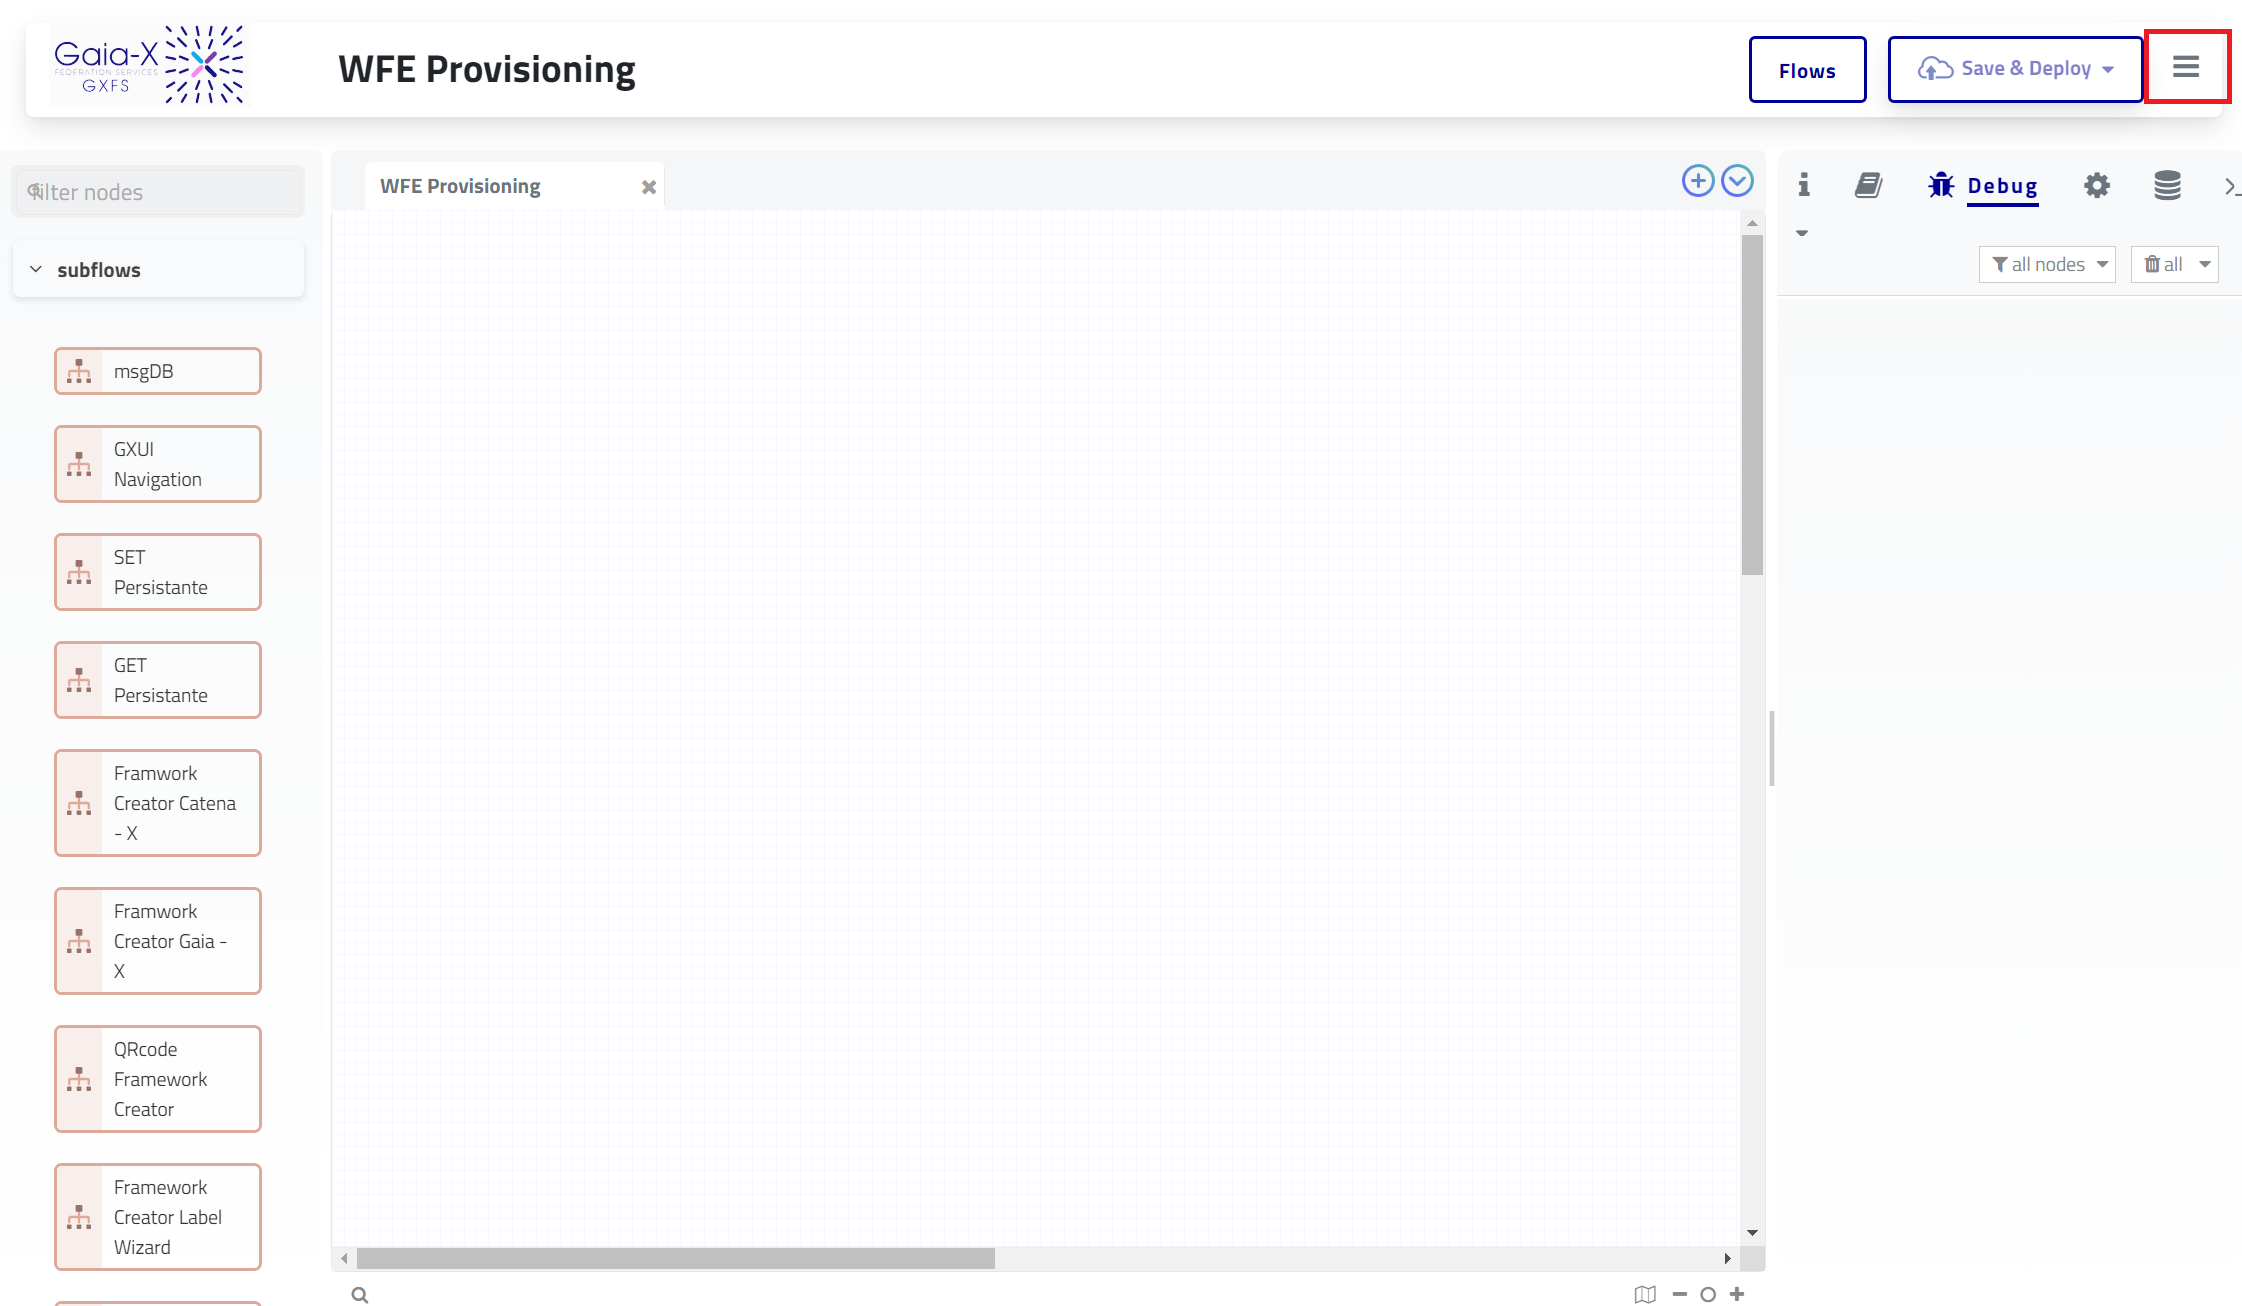 Gaia-X
FEDERATION SERVICES
GXFS
WFE Provisioning
Flows
Save & Deploy
filter nodes
subflows
msgDB
GXUI
Navigation
SET
Persistante
GET
Persistante
Framwork
Creator Catena
- X
Framwork
Creator Gaia -
X
QRcode
Framework
Creator
Framework
Creator Label
Wizard
WFE Provisioning
Debug
all nodes
all